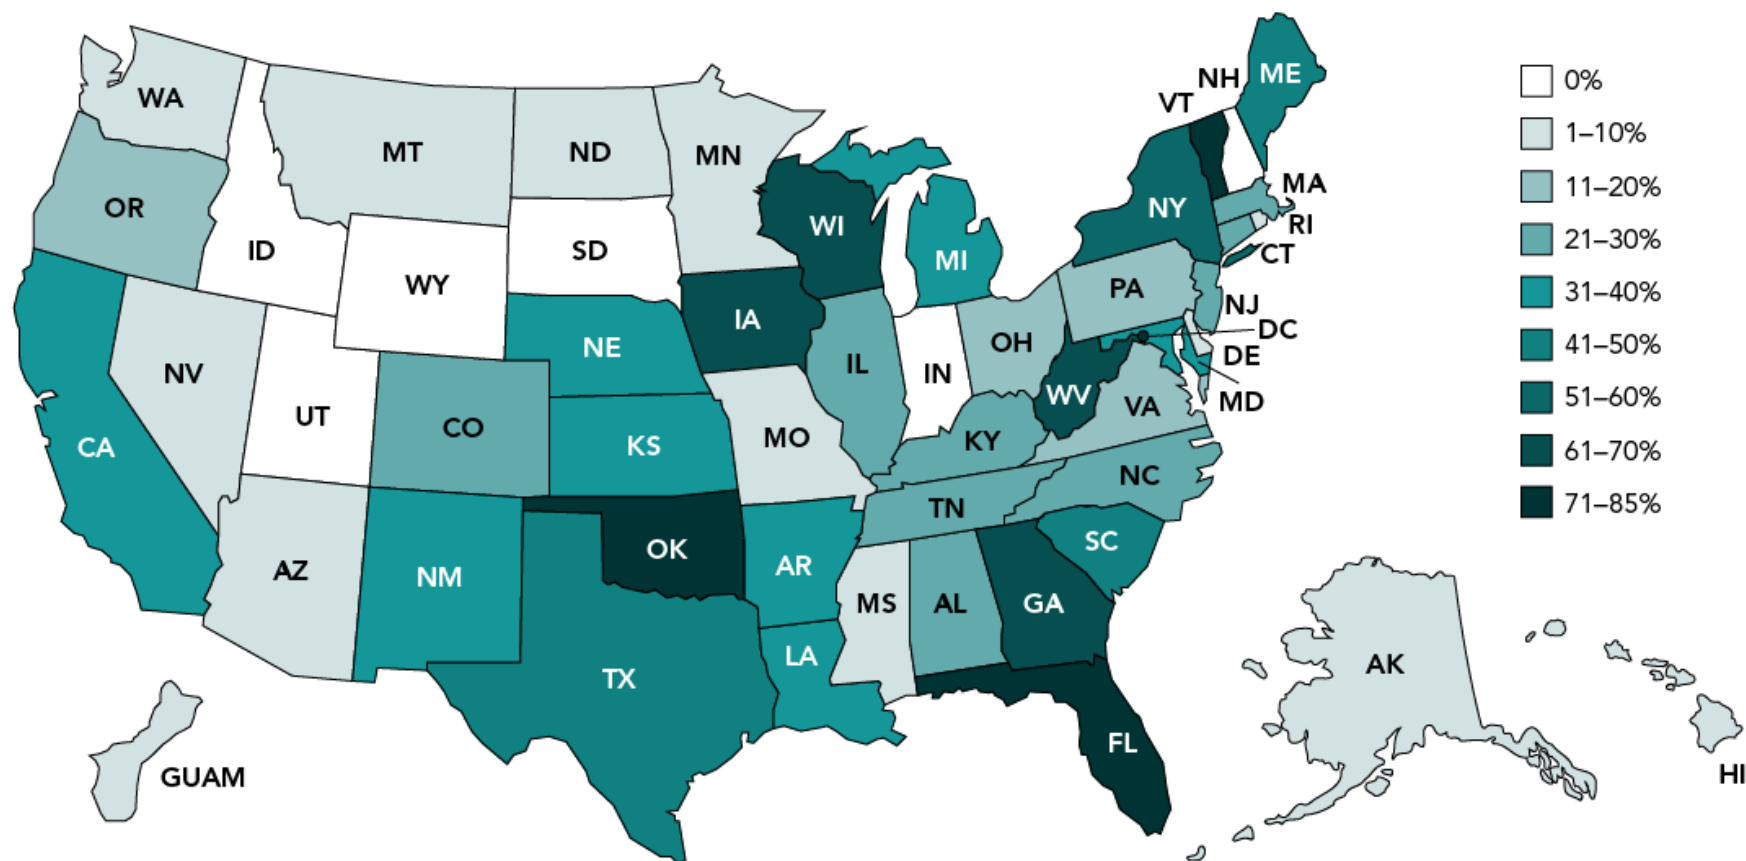 WA
MT
ND
MN
OR
ID
WY
SD
WI
MI
NY
VT
NH
ME
MA
RI
CT
NV
UT
CO
NE
IA
IL
IN
OH
PA
NJ
DC
DE
MD
CA
KS
MO
KY
WV
VA
AZ
NM
OK
AR
TN
NC
SC
TX
LA
MS
AL
GA
FL
GUAM
AK
HI
0%
1–10%
11–20%
21–30%
31–40%
41–50%
51–60%
61–70%
71–85%